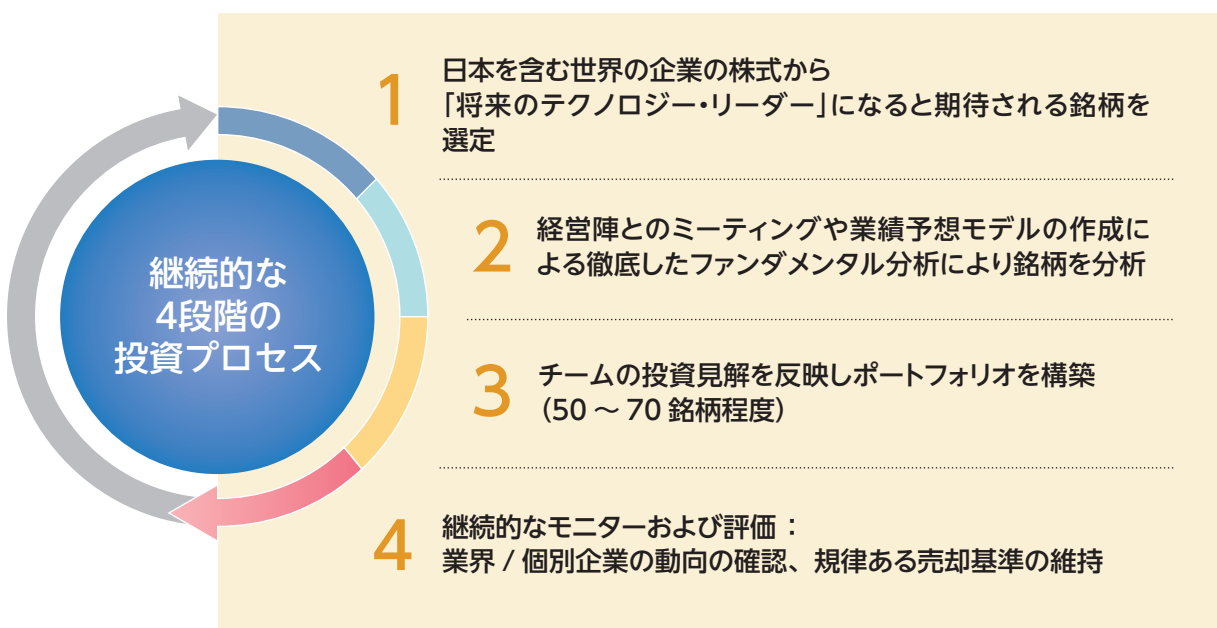 継続的な
4段階の
投資プロセス
1
日本を含む世界の企業の株式から
「将来のテクノロジー・リーダー」になると期待される銘柄を
選定
2
経営陣とのミーティングや業績予想モデルの作成に
よる徹底したファンダメンタル分析により銘柄を分析
3
チームの投資見解を反映しポートフォリオを構築
（50 〜 70 銘柄程度）
4
継続的なモニターおよび評価：
業界 / 個別企業の動向の確認、規律ある売却基準の維持